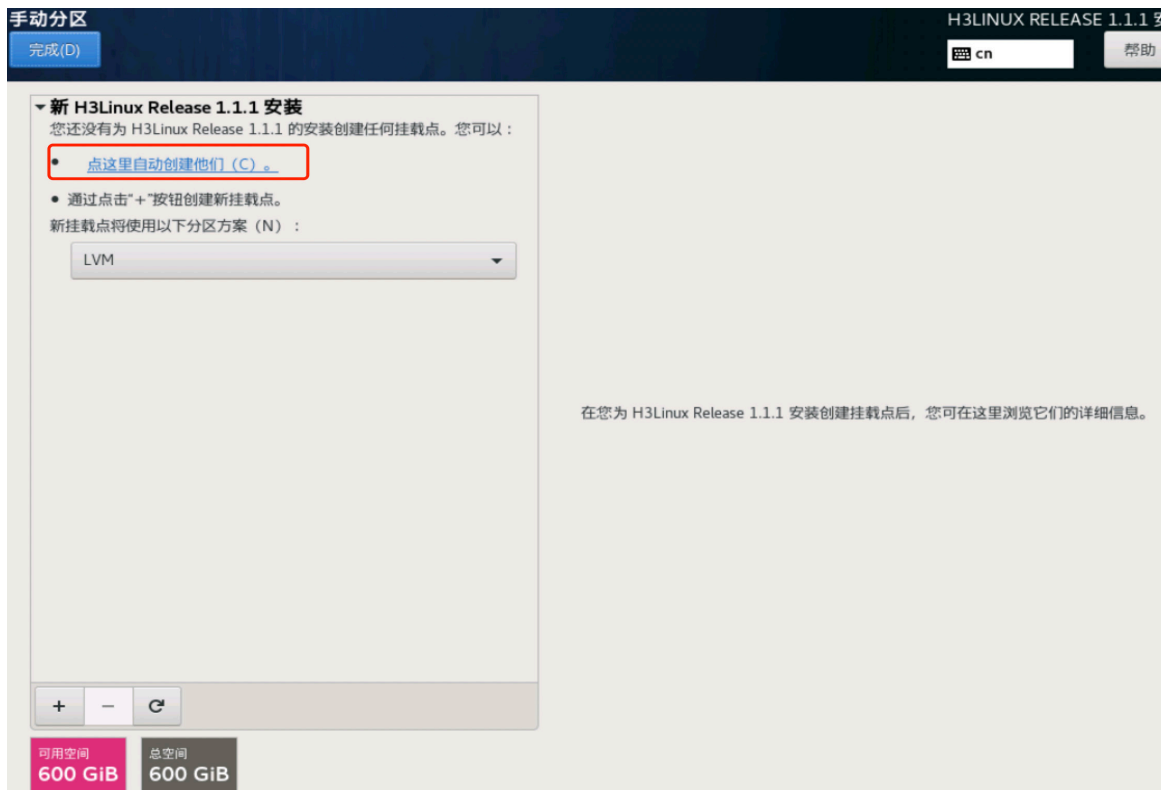 手动分区
H3LINUX RELEASE 1.1.1
完成(D)
cn
帮助
新 H3Linux Release 1.1.1 安装
您还没有为 H3Linux Release 1.1.1 的安装创建任何挂载点。您可以：
点这里自动创建他们（C）。
通过点击“+”按钮创建新挂载点。
新挂载点将使用以下分区方案（N）：
LVM
在您为 H3Linux Release 1.1.1 安装创建挂载点后，您可在这里浏览它们的详细信息。
+ −
可用空间
600 GiB
总空间
600 GiB